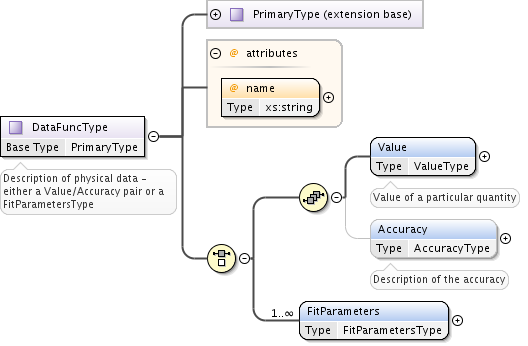 PrimaryType (extension base)
@ attributes
@ name
Type xs:string
DataFuncType
Base Type PrimaryType
Description of physical data –
either a Value/Accuracy pair or a
FitParametersType
Value
Type ValueType
Value of a particular quantity
Accuracy
Type AccuracyType
Description of the accuracy
1..∞
FitParameters
Type FitParametersType